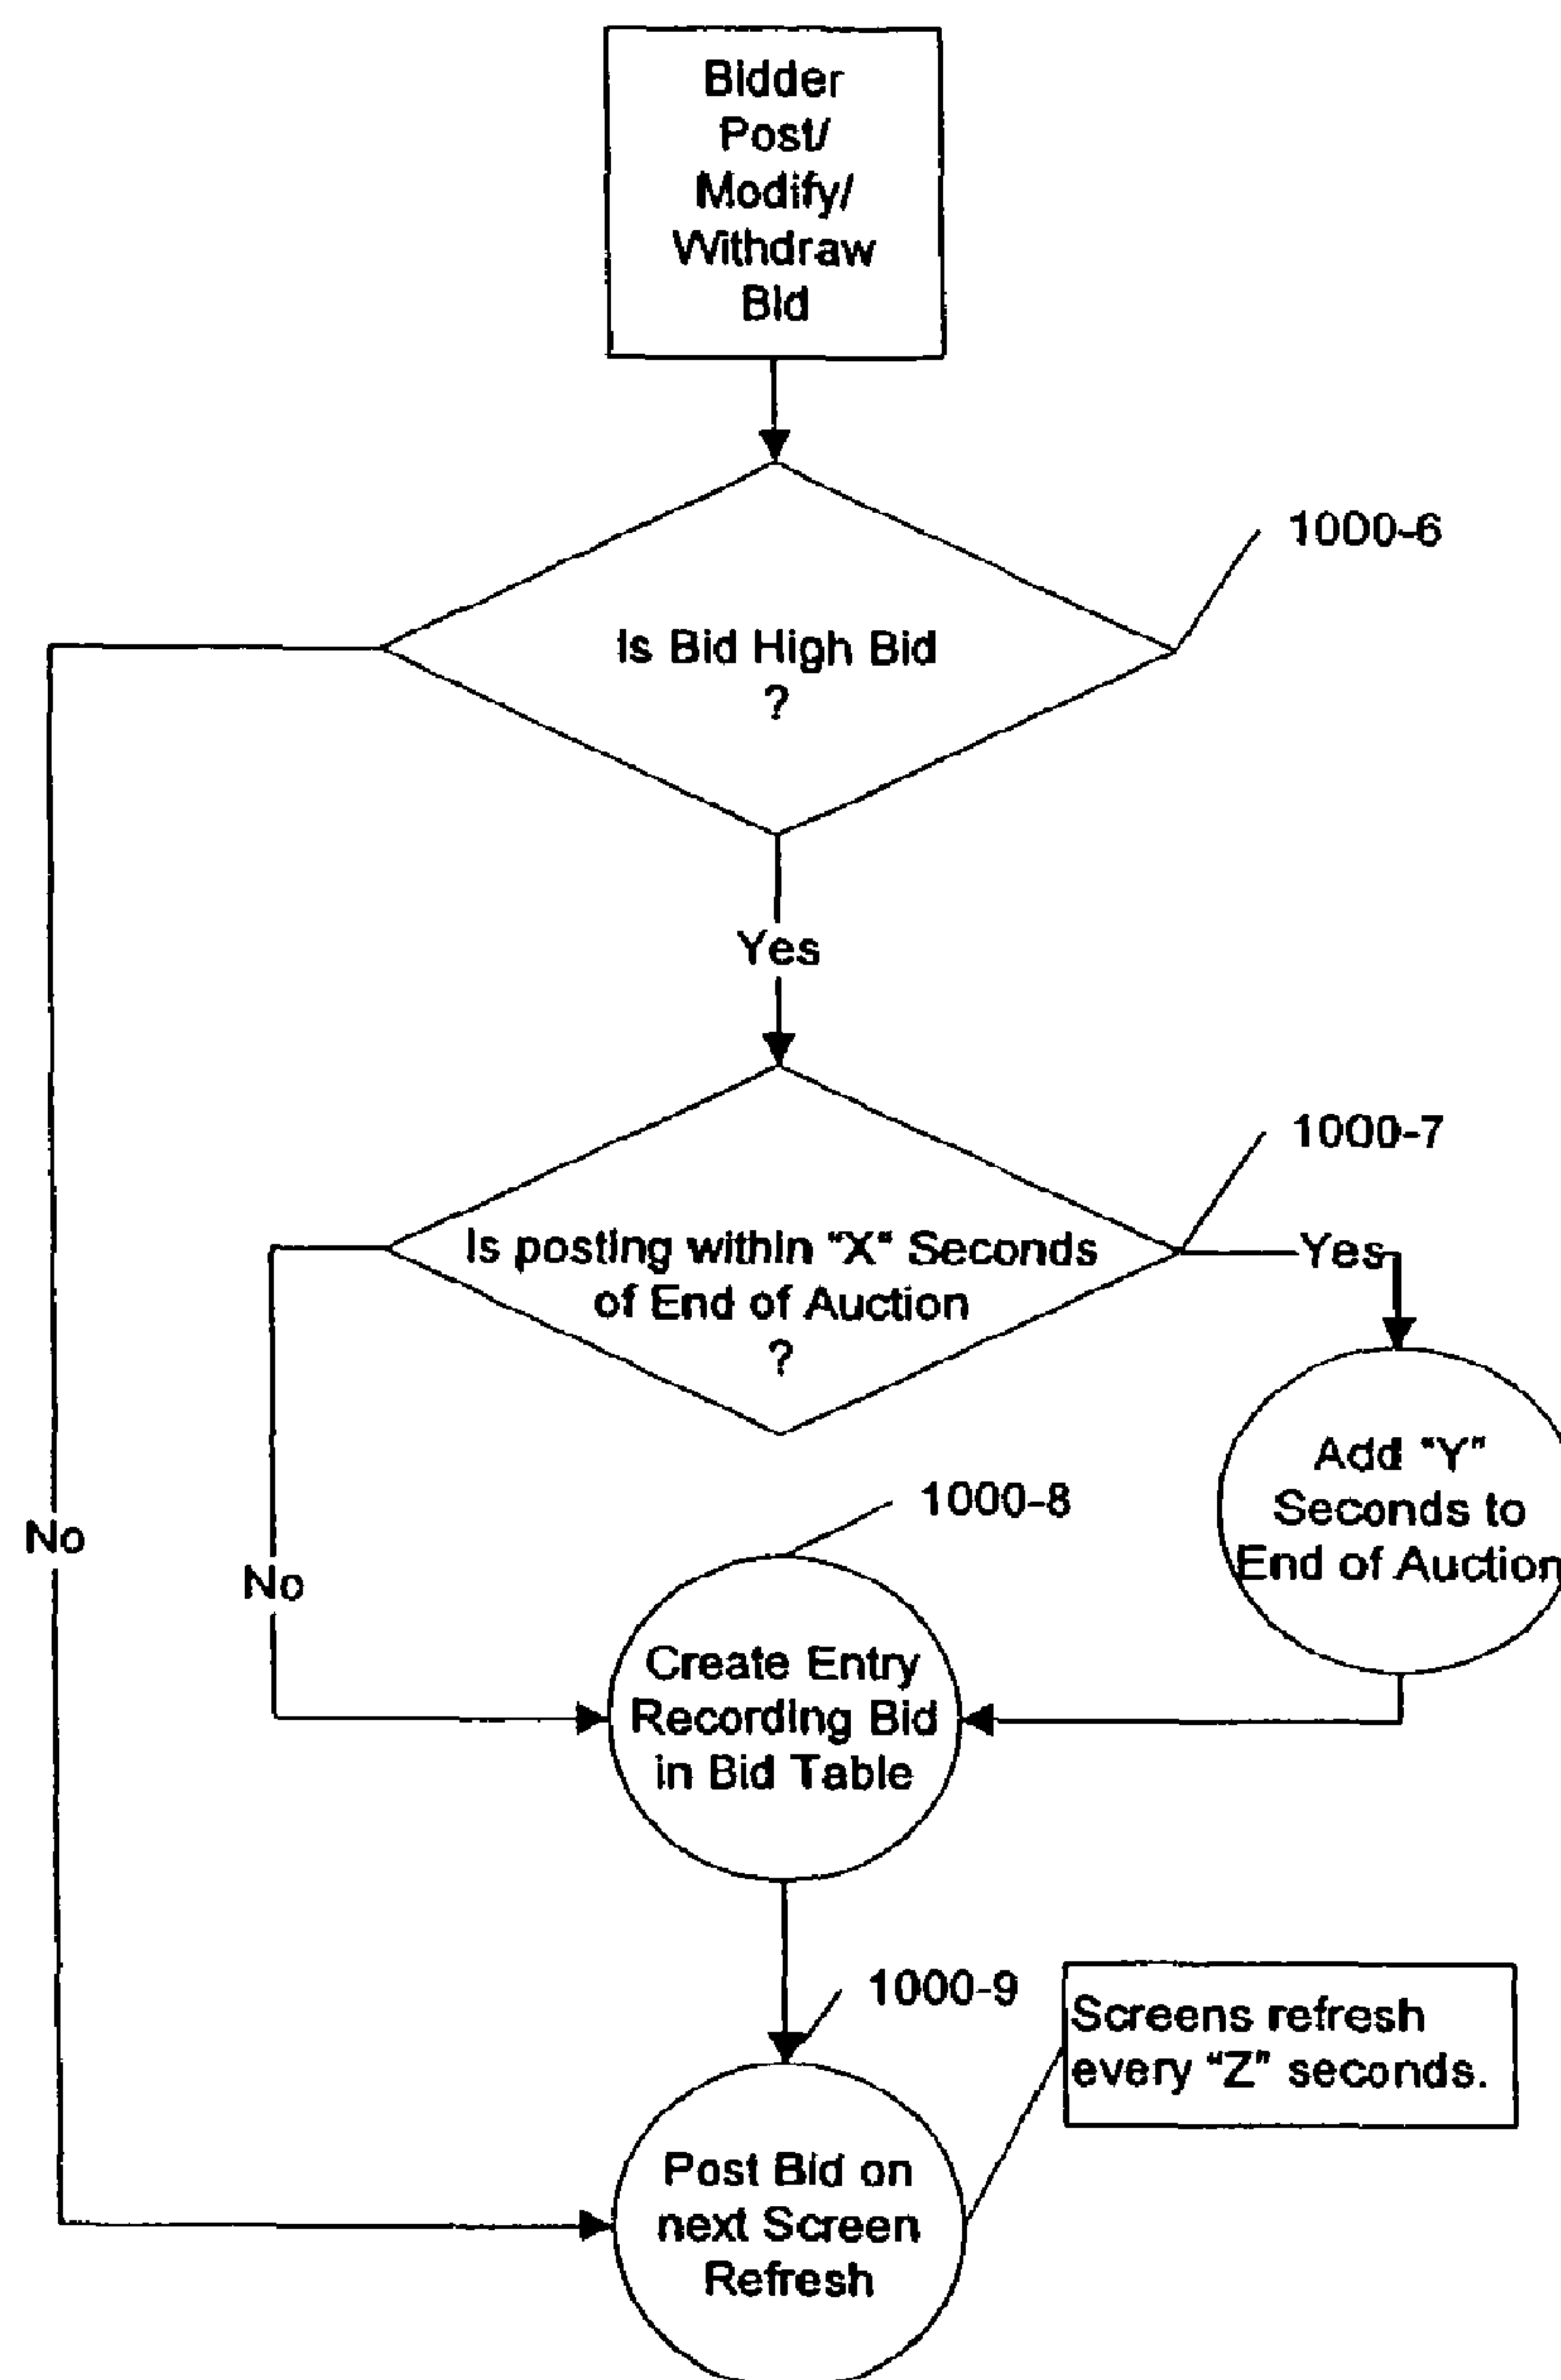 Bidder
Post/
Modify/
Withdraw
Bid
1000-6
Is Bid High Bid
?
Yes
1000-7
Is posting within "X" Seconds
of End of Auction
?
Yes
Add "Y"
Seconds to
End of Auction
1000-8
No
No
Create Entry
Recording Bid
in Bid Table
1000-9
Screens refresh
every "Z" seconds.
Post Bid on
next Screen
Refresh